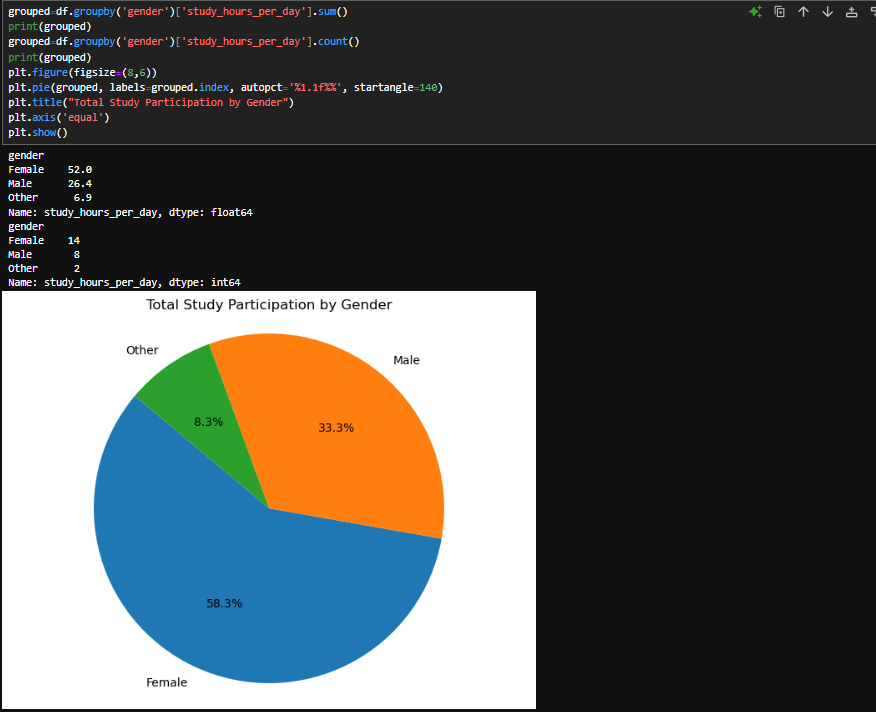 grouped=df.groupby('gender')['study_hours_per_day'].sum()
print(grouped)
grouped=df.groupby('gender')['study_hours_per_day'].count()
print(grouped)
plt.figure(figsize=(8,6))
plt.pie(grouped, labels=grouped.index, autopct='%1.1f%%', startangle=140)
plt.title("Total Study Participation by Gender")
plt.axis('equal')
plt.show()
gender
Female    52.0
Male      26.4
Other      6.9
Name: study_hours_per_day, dtype: float64
gender
Female    14
Male       8
Other      2
Name: study_hours_per_day, dtype: int64
Total Study Participation by Gender
Other
Male
8.3%
33.3%
58.3%
Female